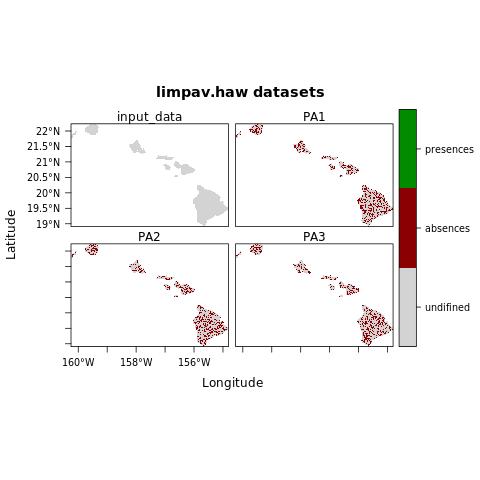 limpav.haw datasets
input_data
PA1
22°N
21.5°N
21°N
20.5°N
20°N
19.5°N
19°N
PA2
PA3
160°W
158°W
156°W
Latitude
Longitude
presences
absences
undifined